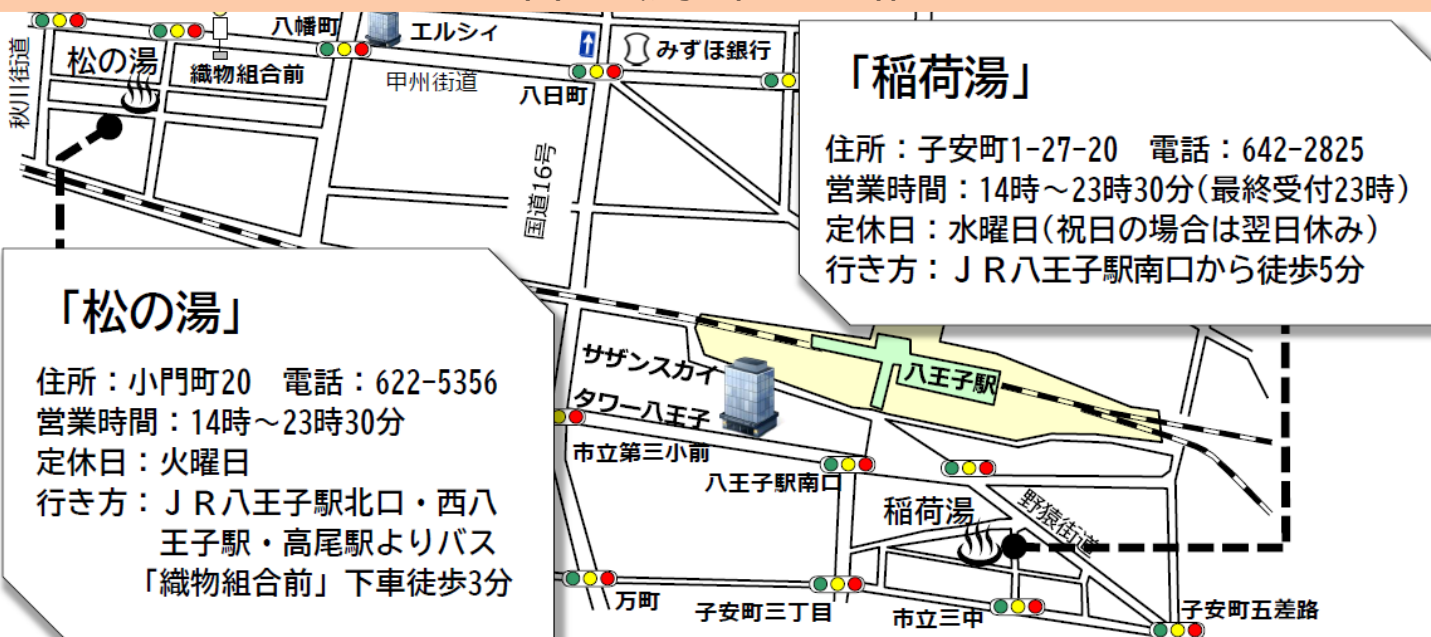 八幡町
エルシィ
みずほ銀行
松の湯
織物組合前
甲州街道
八日町
秋川街道
国道16号
「稲荷湯」
住所：子安町1-27-20　電話：642-2825
営業時間：14時～23時30分(最終受付23時)
定休日：水曜日(祝日の場合は翌日休み)
行き方：ＪＲ八王子駅南口から徒歩5分
「松の湯」
住所：小門町20　電話：622-5356
営業時間：14時～23時30分
定休日：火曜日
行き方：ＪＲ八王子駅北口・西八
王子駅・高尾駅よりバス
「織物組合前」下車徒歩3分
サザンスカイ
タワー八王子
八王子駅
市立第三小前
八王子駅南口
稲荷湯
野猿街道
万町
子安町三丁目
市立三中
子安町五差路